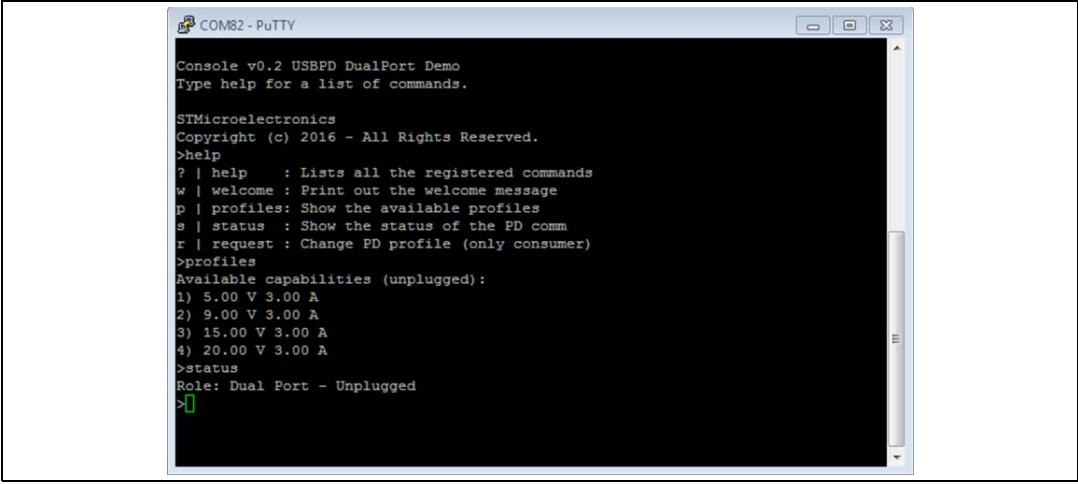 COM82 - PuTTY
Console v0.2 USBPD DualPort Demo
Type help for a list of commands.
STMicroelectronics
Copyright (c) 2016 - All Rights Reserved.
>help
? | help    : Lists all the registered commands
w | welcome : Print out the welcome message
p | profiles: Show the available profiles
s | status  : Show the status of the PD comm
r | request : Change PD profile (only consumer)
>profiles
Available capabilities (unplugged):
1) 5.00 V 3.00 A
2) 9.00 V 3.00 A
3) 15.00 V 3.00 A
4) 20.00 V 3.00 A
>status
Role: Dual Port - Unplugged
>